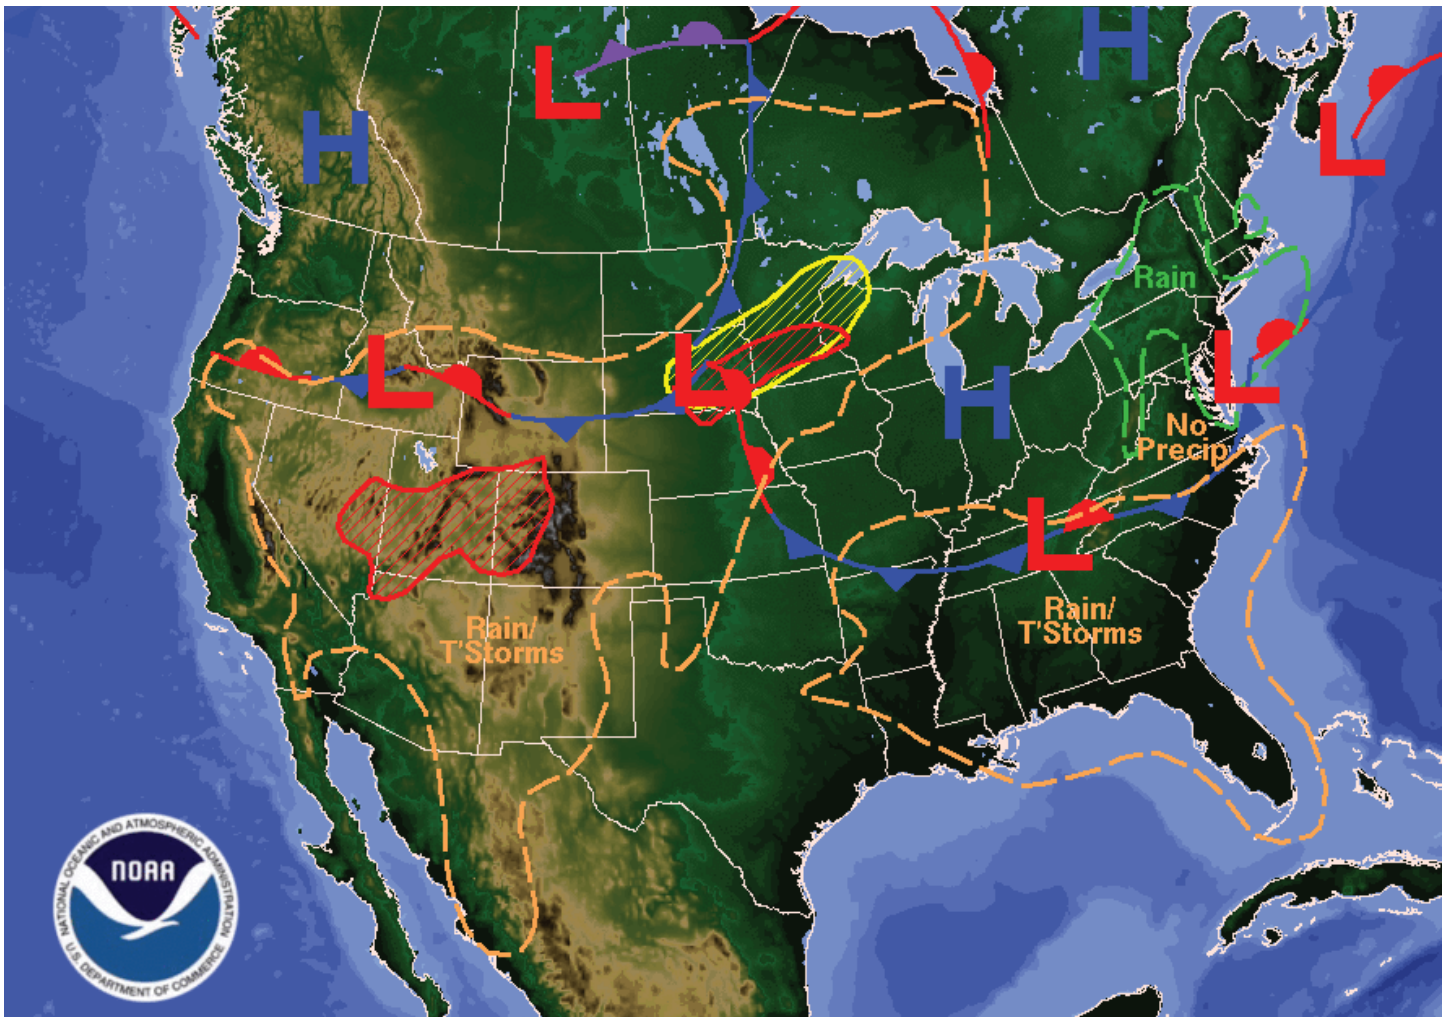 H
L
H
L
Rain
L
L
L
H
No
Precip
L
Rain/
T'Storms
Rain/
T'Storms
NATIONAL OCEANIC AND ATMOSPHERIC ADMINISTRATION
NOAA
U.S. DEPARTMENT OF COMMERCE